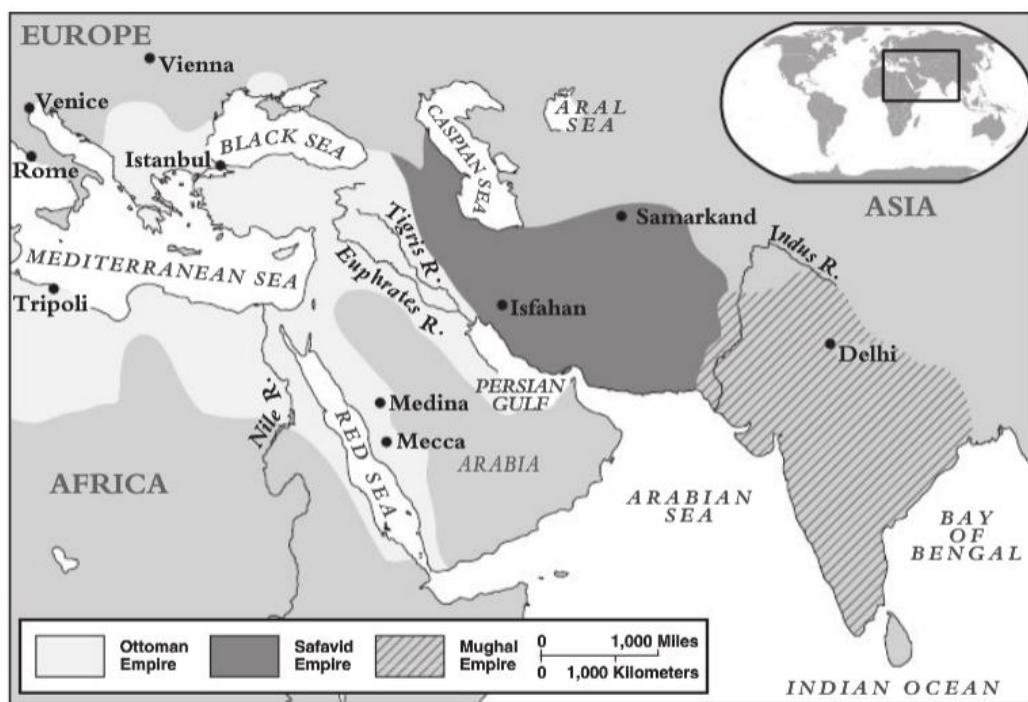 EUROPE
Vienna
Venice
Rome
Istanbul
BLACK SEA
CASPIAN SEA
ARAL
SEA
ASIA
Samarkand
MEDITERRANEAN SEA
Tigris R.
Euphrates R.
Indus R.
Tripoli
Isfahan
Delhi
PERSIAN
GULF
Nile R.
Medina
Mecca
RED SEA
ARABIA
AFRICA
ARABIAN
SEA
BAY
OF
BENGAL
Ottoman
Empire
Safavid
Empire
Mughal
Empire
0 1,000 Miles
0 1,000 Kilometers
INDIAN OCEAN